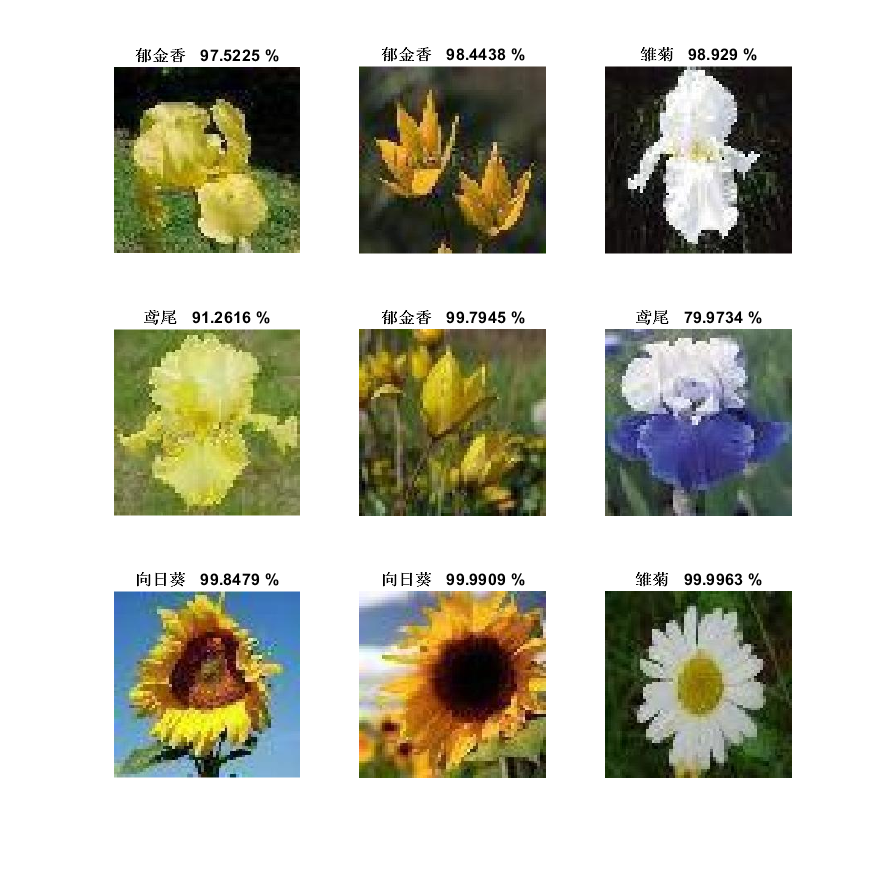 郁金香 97.5225 %
郁金香 98.4438 %
雏菊 98.929 %
鸢尾 91.2616 %
郁金香 99.7945 %
鸢尾 79.9734 %
向日葵 99.8479 %
向日葵 99.9909 %
雏菊 99.9963 %